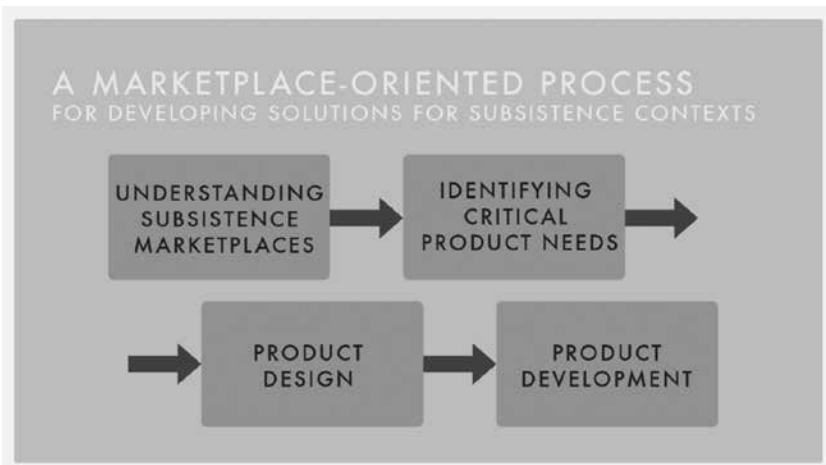 A MARKETPLACE-ORIENTED PROCESS
FOR DEVELOPING SOLUTIONS FOR SUBSISTENCE CONTEXTS
UNDERSTANDING
SUBSISTENCE
MARKETPLACES
IDENTIFYING
CRITICAL
PRODUCT NEEDS
PRODUCT
DESIGN
PRODUCT
DEVELOPMENT